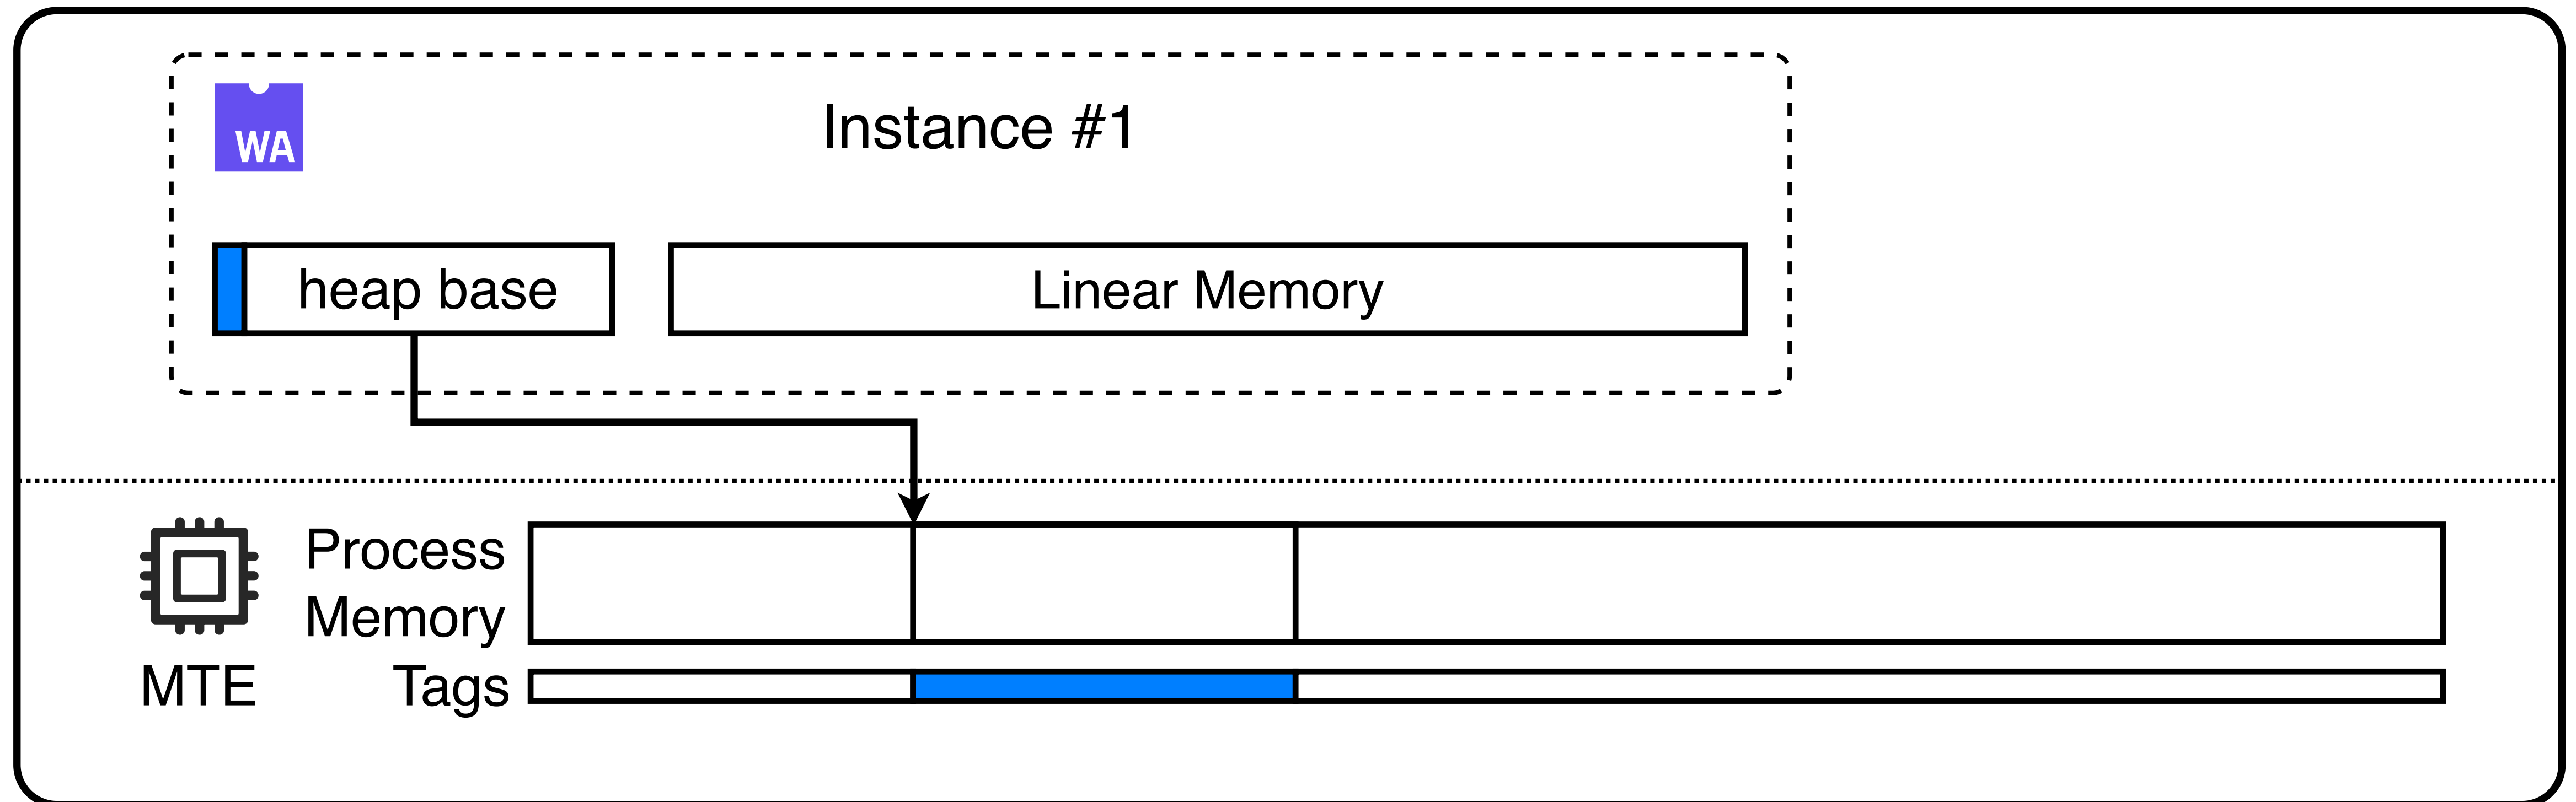 WA
Instance #1
heap base
Linear Memory
Process
Memory
MTE
Tags